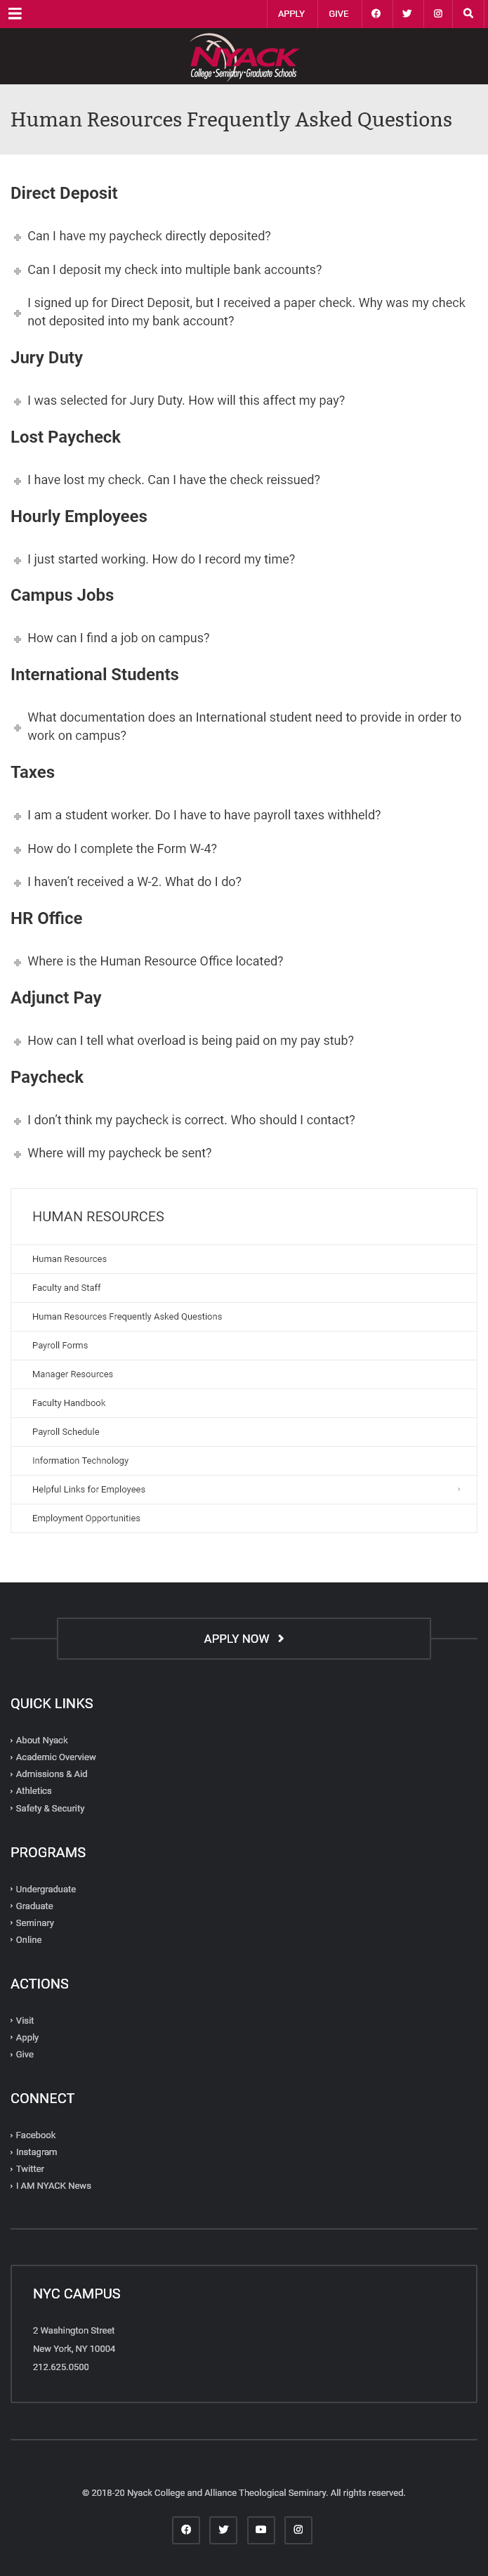 APPLY GIVE
NYACK
College · Seminary · Graduate Schools
Human Resources Frequently Asked Questions
Direct Deposit
Can I have my paycheck directly deposited?
Can I deposit my check into multiple bank accounts?
I signed up for Direct Deposit, but I received a paper check. Why was my check
not deposited into my bank account?
Jury Duty
I was selected for Jury Duty. How will this affect my pay?
Lost Paycheck
I have lost my check. Can I have the check reissued?
Hourly Employees
I just started working. How do I record my time?
Campus Jobs
How can I find a job on campus?
International Students
What documentation does an International student need to provide in order to
work on campus?
Taxes
I am a student worker. Do I have to have payroll taxes withheld?
How do I complete the Form W-4?
I haven't received a W-2. What do I do?
HR Office
Where is the Human Resource Office located?
Adjunct Pay
How can I tell what overload is being paid on my pay stub?
Paycheck
I don't think my paycheck is correct. Who should I contact?
Where will my paycheck be sent?
HUMAN RESOURCES
Human Resources
Faculty and Staff
Human Resources Frequently Asked Questions
Payroll Forms
Manager Resources
Faculty Handbook
Payroll Schedule
Information Technology
Helpful Links for Employees
Employment Opportunities
APPLY NOW
QUICK LINKS
About Nyack
Academic Overview
Admissions & Aid
Athletics
Safety & Security
PROGRAMS
Undergraduate
Graduate
Seminary
Online
ACTIONS
Visit
Apply
Give
CONNECT
Facebook
Instagram
Twitter
I AM NYACK News
NYC CAMPUS
2 Washington Street
New York, NY 10004
212.625.0500
© 2018-20 Nyack College and Alliance Theological Seminary. All rights reserved.